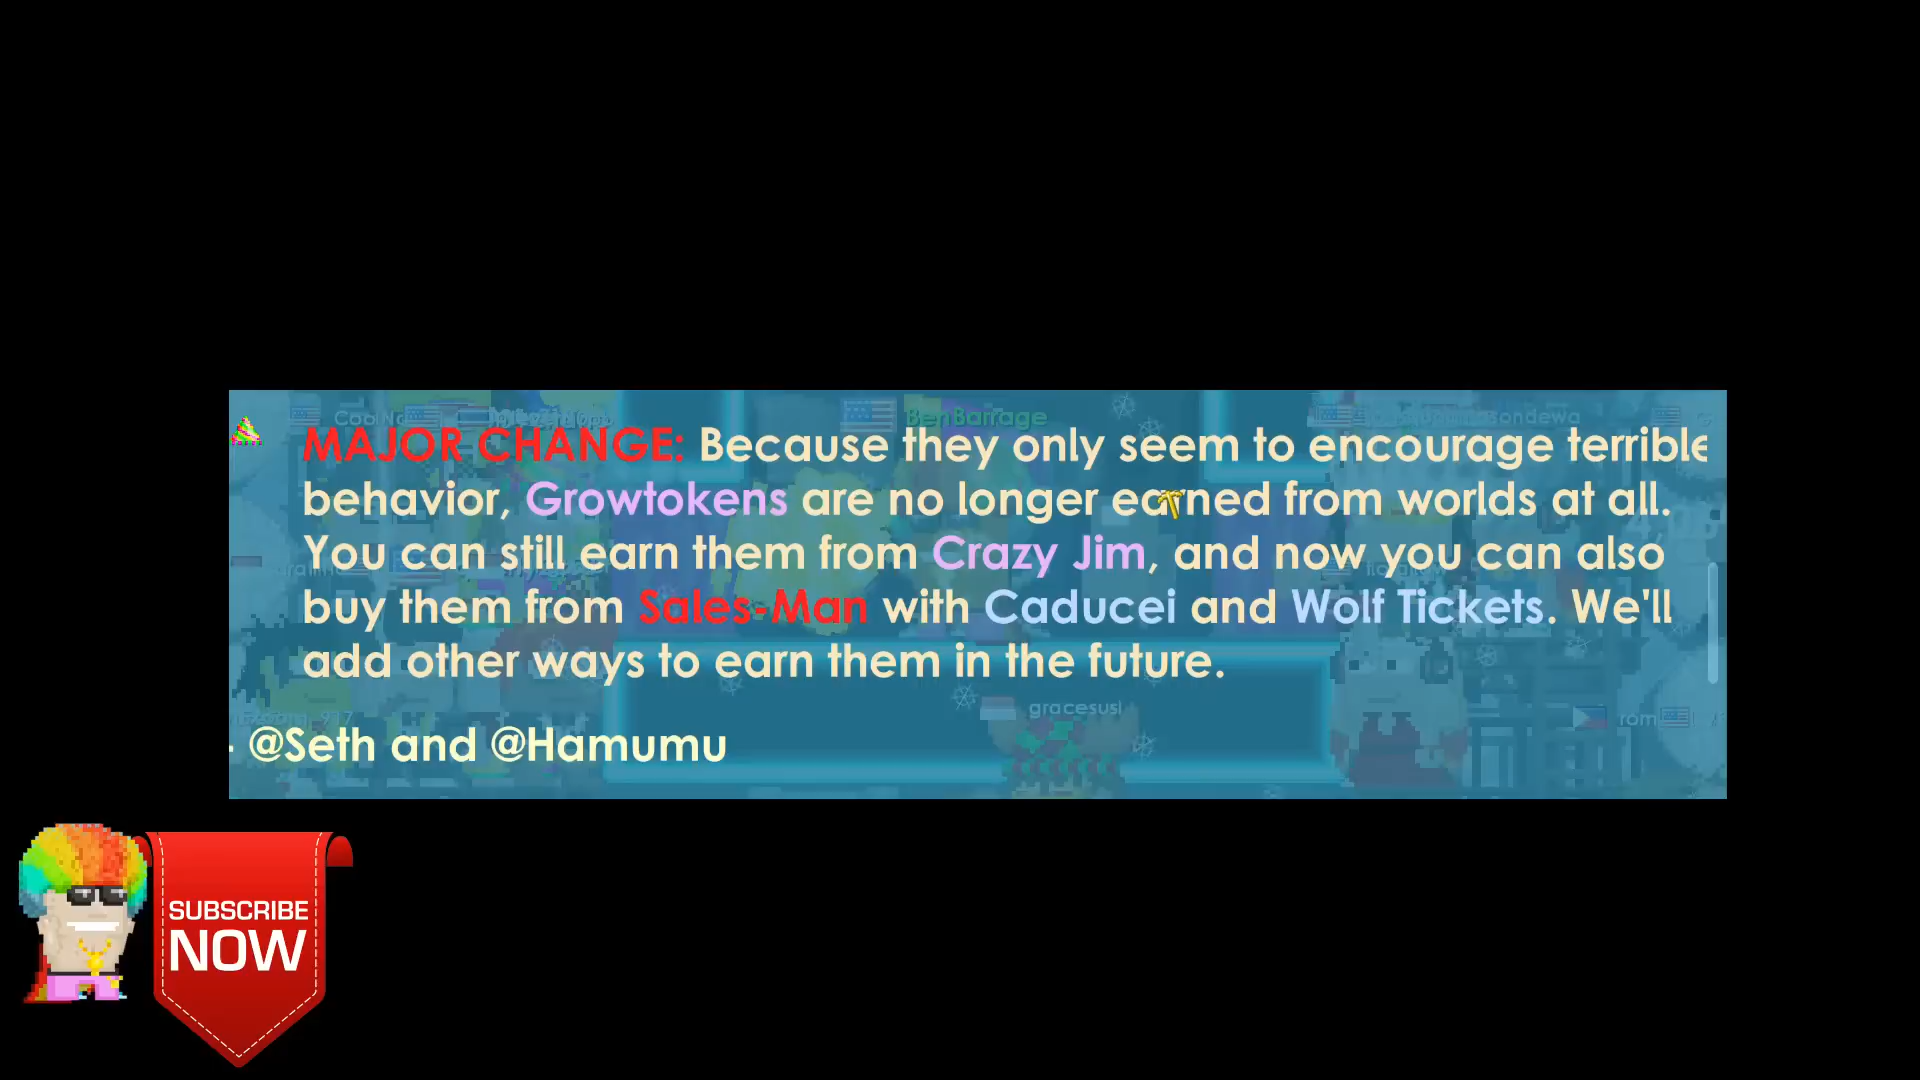 BenBarrage
MAJOR CHANGE: Because they only seem to encourage terrible
behavior, Growtokens are no longer earned from worlds at all.
You can still earn them from Crazy Jim, and now you can also
buy them from Sales-Man with Caducei and Wolf Tickets. We'll
add other ways to earn them in the future.
gracesusi
- @Seth and @Hamumu
SUBSCRIBE
NOW